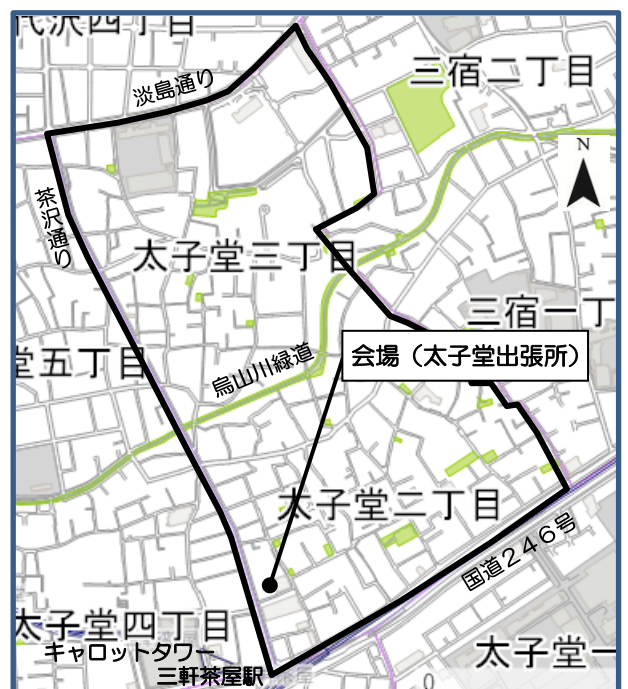 代沢四丁目
三宿二丁目
淡島通り
N
茶沢通り
太子堂三丁目
三宿一丁
会場（太子堂出張所）
堂五丁目
烏山川緑道
太子堂二丁目
国道２４６号
太子堂四丁目
キャロットタワー
太子堂一
三軒茶屋駅
0